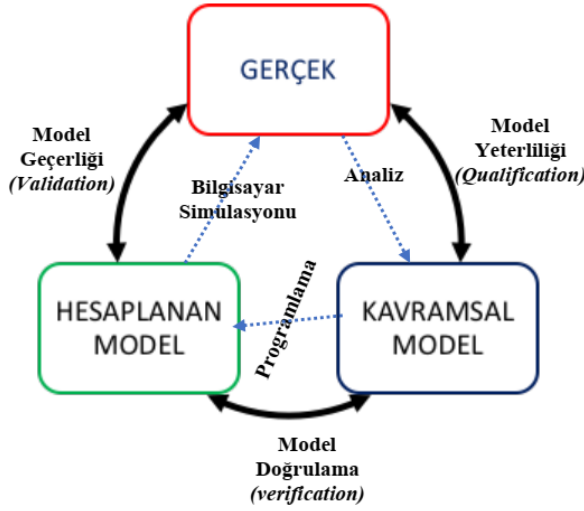 GERÇEK
Model
Geçerliği
(Validation)
Model
Yeterliliği
(Qualification)
Bilgisayar
Simulasyonu
Analiz
HESAPLANAN
MODEL
Programlama
KAVRAMSAL
MODEL
Model
Doğrulama
(verification)